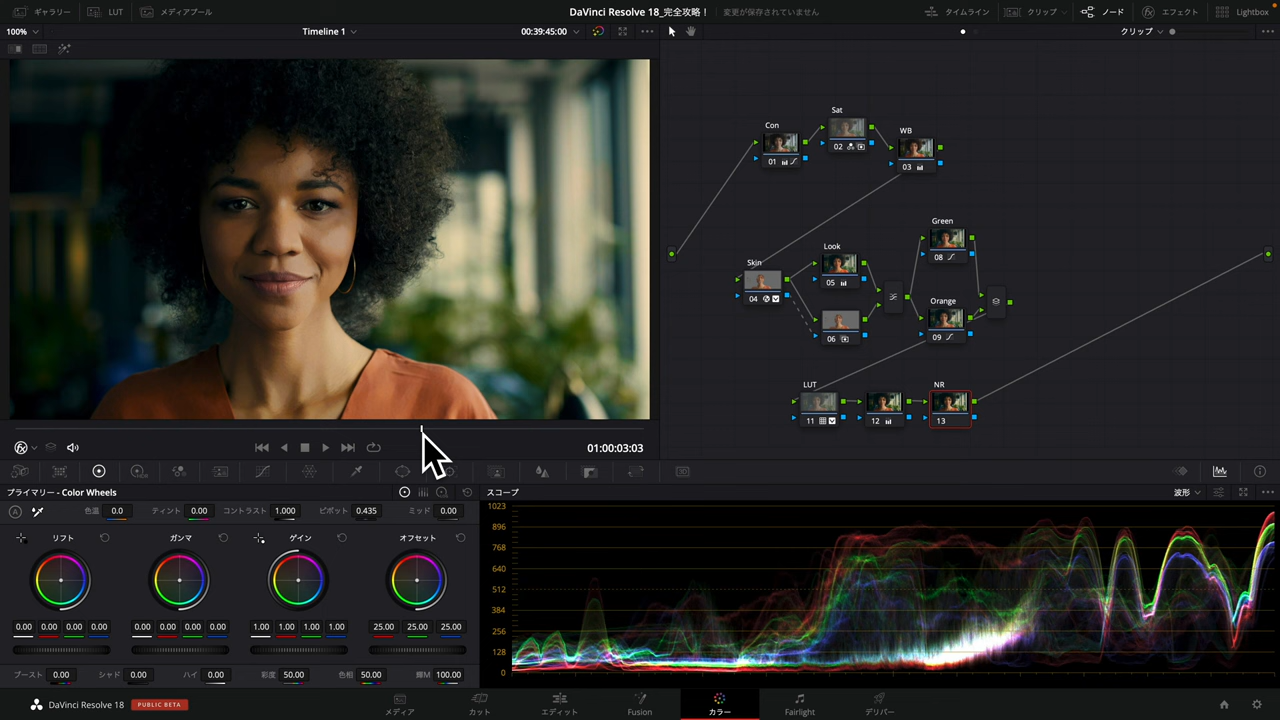 ギャラリー LUT メディアプール DaVinci Resolve 18_完全攻略！ 変更が保存されていません タイムライン クリップ ノード エフェクト Lightbox
100% Timeline 1 00:39:45:00 クリップ
Con
01
Sat
02
WB
03
Skin
04
Look
05
06
Green
08
Orange
09
LUT
11
12
NR
13
01:00:03:03
プライマリー - Color Wheels
色温 0.0 ティント 0.00 コントラスト 1.000 ピボット 0.435 ミッド 0.00
リフト ガンマ ゲイン オフセット
0.00 0.00 0.00 0.00 0.00 0.00 0.00 0.00 1.00 1.00 1.00 1.00 25.00 25.00 25.00
ブースト 0.00 シャド 0.00 ハイ 0.00 彩度 50.00 色相 50.00 輝M 100.00
スコープ 波形
1023
896
768
640
512
384
256
128
0
DaVinci Resolve 18 PUBLIC BETA
メディア カット エディット Fusion カラー Fairlight デリバー